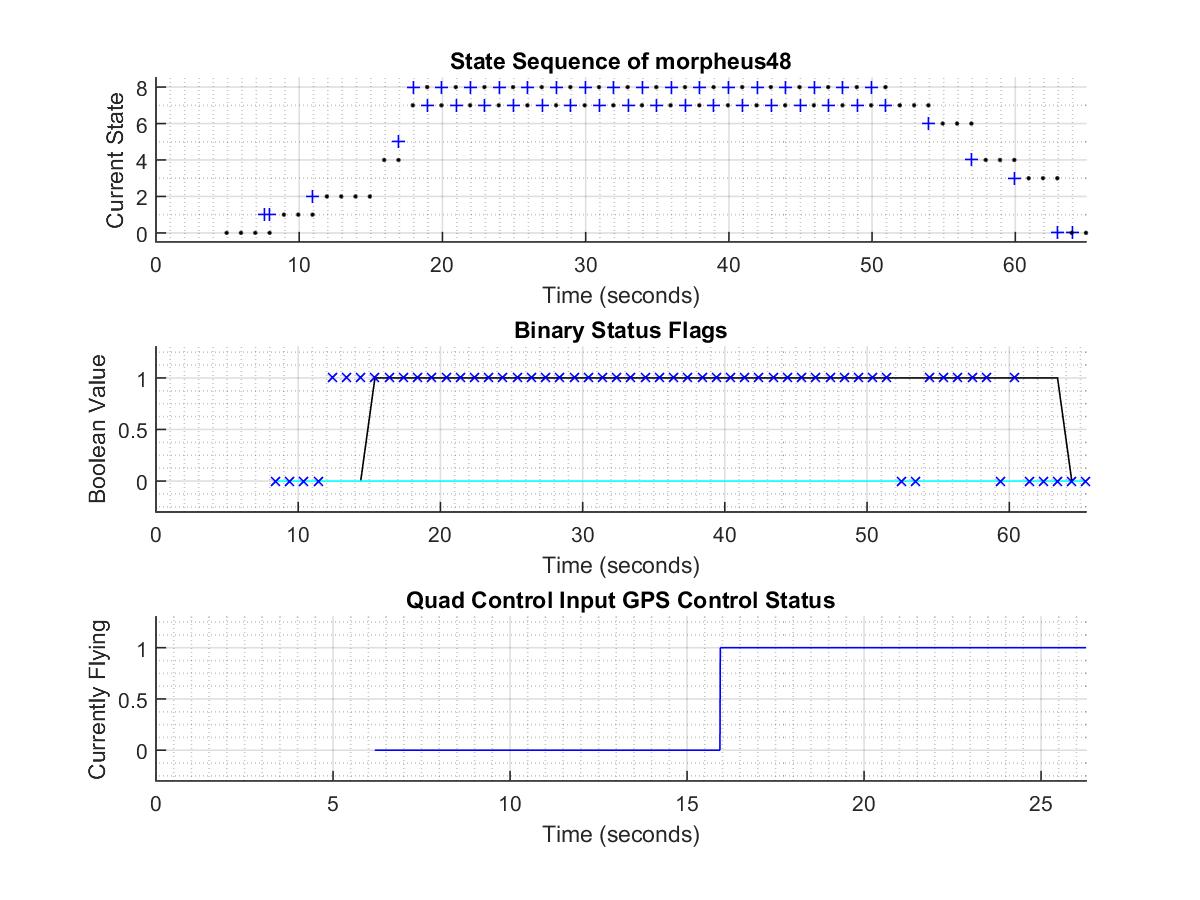 State Sequence of morpheus48
8
6
4
2
0
Current State
0 10 20 30 40 50 60
Time (seconds)
Binary Status Flags
1
0.5
0
Boolean Value
0 10 20 30 40 50 60
Time (seconds)
Quad Control Input GPS Control Status
1
0.5
0
Currently Flying
0 5 10 15 20 25
Time (seconds)